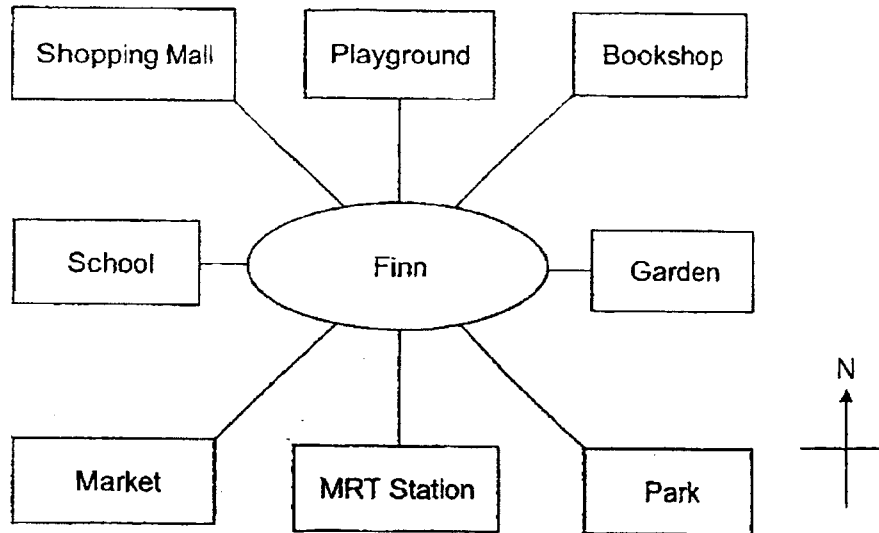 Shopping Mall
Playground
Bookshop
School
Finn
Garden
N
Market
MRT Station
Park